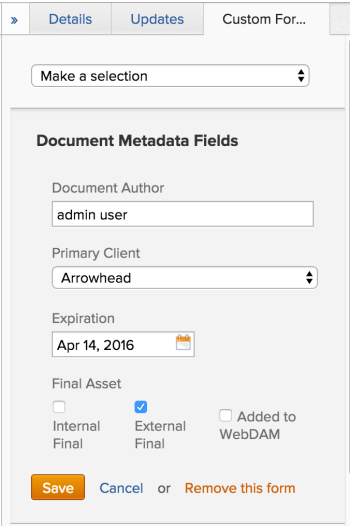 » Details Updates Custom For...
Make a selection
Document Metadata Fields
Document Author
admin user
Primary Client
Arrowhead
Expiration
Apr 14, 2016
Final Asset
Internal Final
External Final
Added to WebDAM
Save Cancel or Remove this form